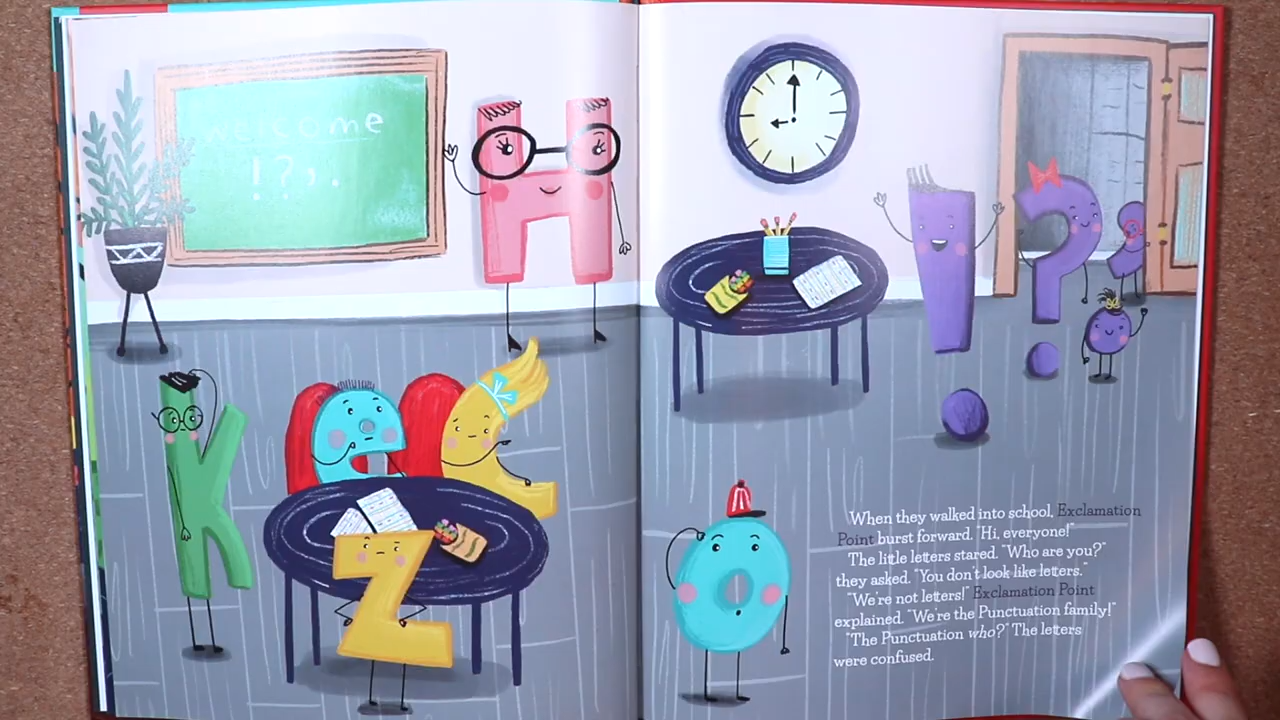 welcome
!?,.
When they walked into school, Exclamation
Point burst forward. "Hi, everyone!"
The little letters stared. "Who are you?"
they asked. "You don't look like letters."
"We're not letters!" Exclamation Point
explained. "We're the Punctuation family!"
"The Punctuation who?" The letters
were confused.